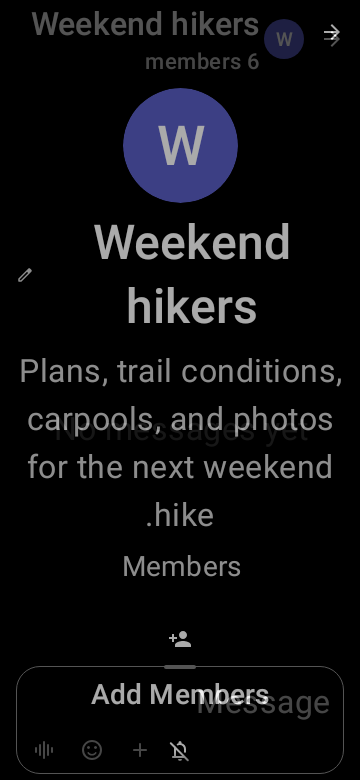 Weekend hikers
W
members 6
W
Weekend
hikers
Plans, trail conditions,
carpools, and photos
No messages yet
for the next weekend
.hike
Members
Add Members
Message